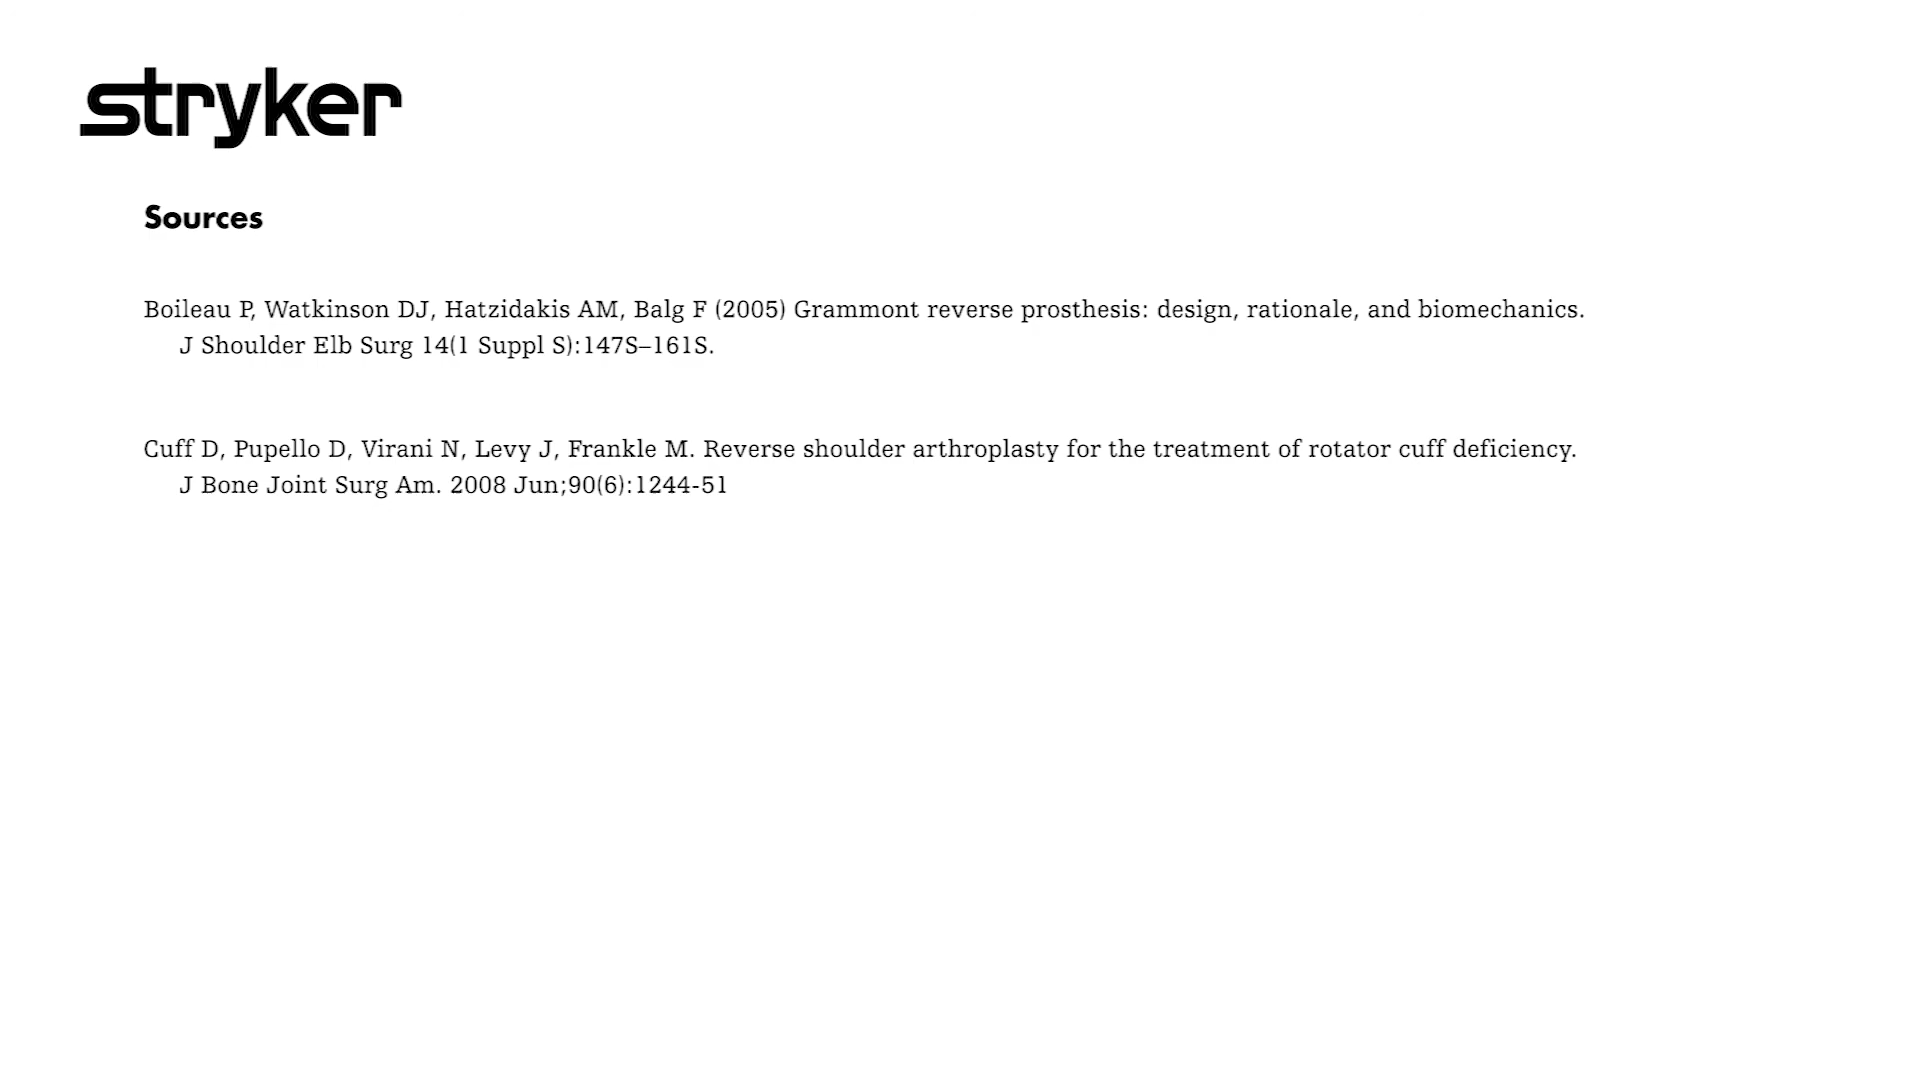 stryker
Sources
Boileau P, Watkinson DJ, Hatzidakis AM, Balg F (2005) Grammont reverse prosthesis: design, rationale, and biomechanics.
J Shoulder Elb Surg 14(1 Suppl S):147S–161S.
Cuff D, Pupello D, Virani N, Levy J, Frankle M. Reverse shoulder arthroplasty for the treatment of rotator cuff deficiency.
J Bone Joint Surg Am. 2008 Jun;90(6):1244-51